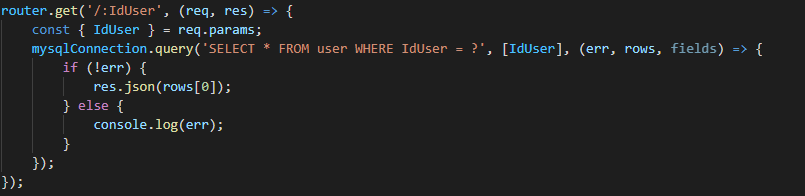 router.get('/:IdUser', (req, res) => {
    const { IdUser } = req.params;
    mysqlConnection.query('SELECT * FROM user WHERE IdUser = ?', [IdUser], (err, rows, fields) => {
        if (!err) {
            res.json(rows[0]);
        } else {
            console.log(err);
        }
    });
});